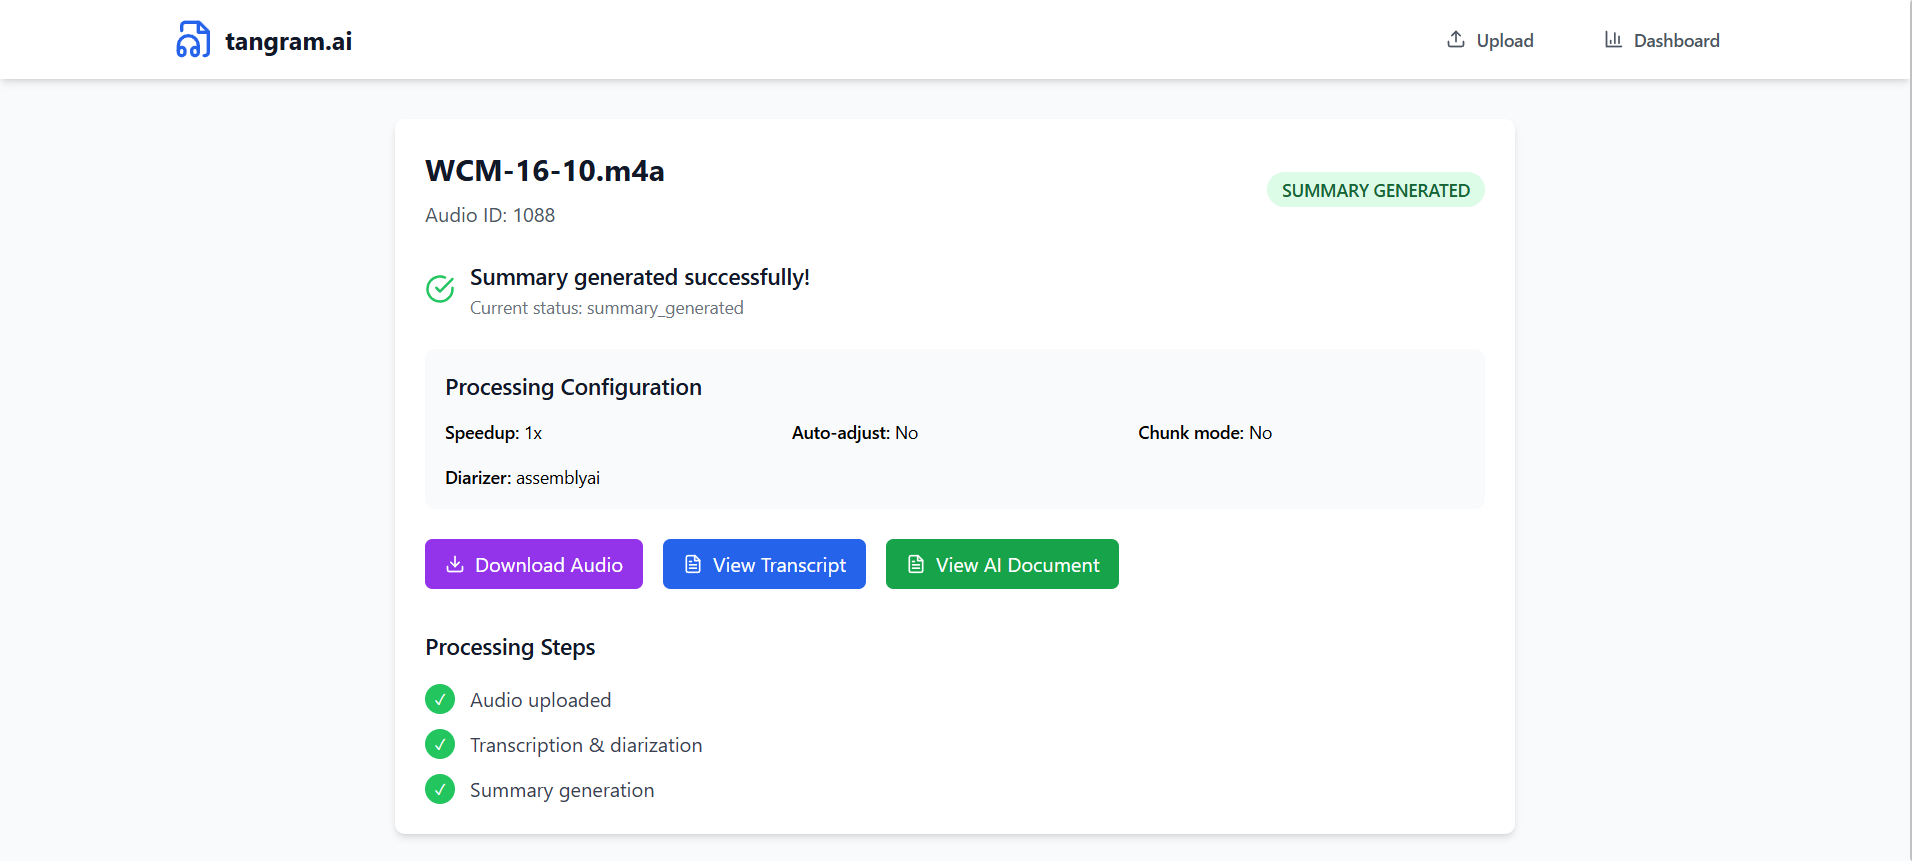 tangram.ai
Upload
Dashboard
WCM-16-10.m4a
Audio ID: 1088
SUMMARY GENERATED
Summary generated successfully!
Current status: summary_generated
Processing Configuration
Speedup: 1x
Auto-adjust: No
Chunk mode: No
Diarizer: assemblyai
Download Audio
View Transcript
View AI Document
Processing Steps
Audio uploaded
Transcription & diarization
Summary generation